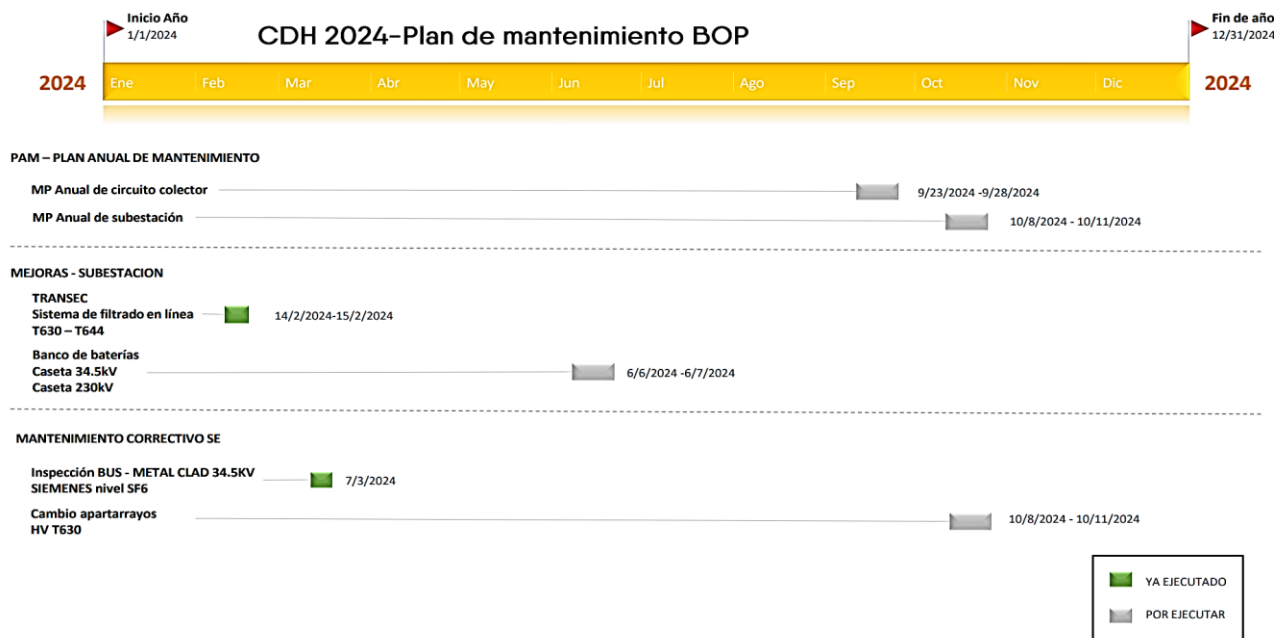 Inicio Año
1/1/2024
CDH 2024-Plan de mantenimiento BOP
Fin de año
12/31/2024
2024 Ene Feb Mar Abr May Jun Jul Ago Sep Oct Nov Dic 2024
PAM – PLAN ANUAL DE MANTENIMIENTO
MP Anual de circuito colector 9/23/2024 -9/28/2024
MP Anual de subestación 10/8/2024 - 10/11/2024
MEJORAS - SUBESTACION
TRANSEC
Sistema de filtrado en línea 14/2/2024-15/2/2024
T630 – T644
Banco de baterías
Caseta 34.5kV 6/6/2024 -6/7/2024
Caseta 230kV
MANTENIMIENTO CORRECTIVO SE
Inspección BUS - METAL CLAD 34.5KV
SIEMENES nivel SF6 7/3/2024
Cambio apartarrayos 10/8/2024 - 10/11/2024
HV T630
YA EJECUTADO
POR EJECUTAR